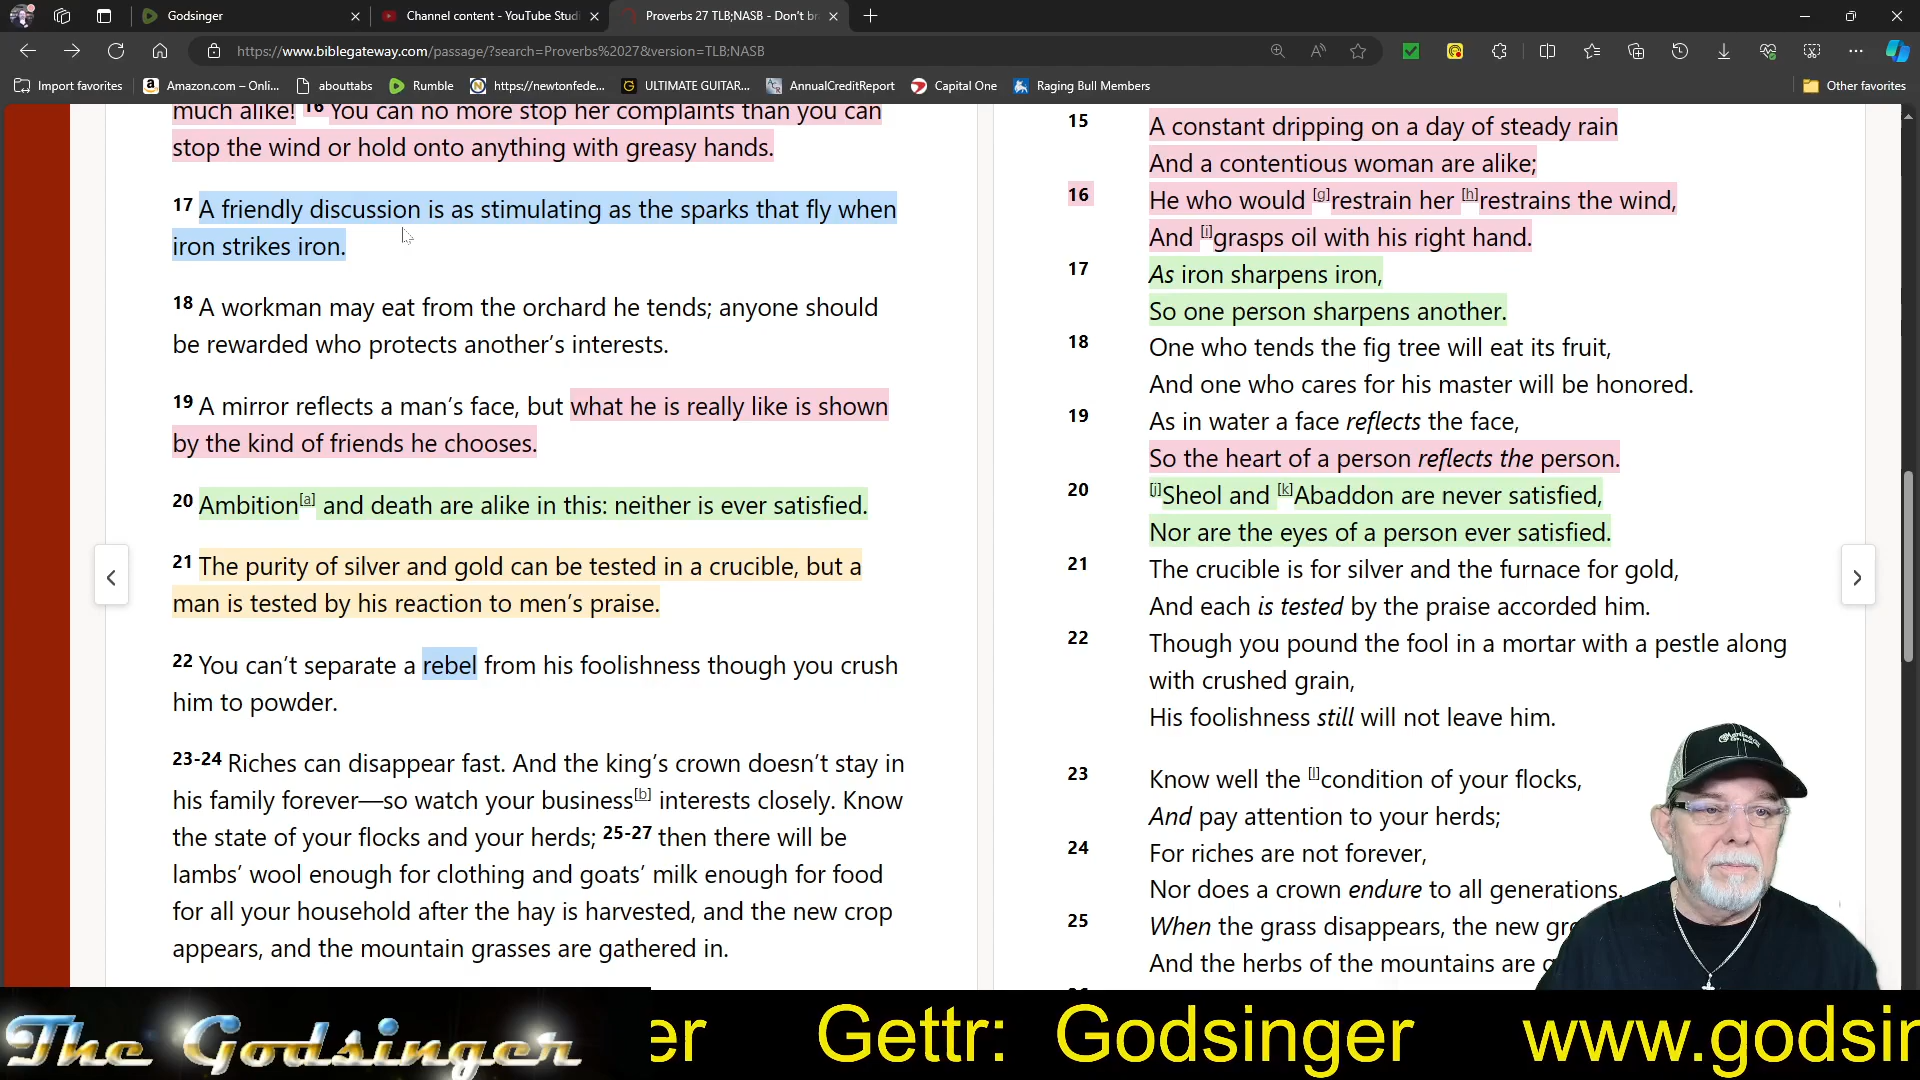 Godsinger
Channel content - YouTube Studi
Proverbs 27 TLB;NASB - Don't br
https://www.biblegateway.com/passage/?search=Proverbs%2027&version=TLB;NASB
Import favorites
Amazon.com – Onli...
abouttabs
Rumble
https://newtonfede...
ULTIMATE GUITAR...
AnnualCreditReport
Capital One
Raging Bull Members
Other favorites
much alike! 16 You can no more stop her complaints than you can
stop the wind or hold onto anything with greasy hands.
17 A friendly discussion is as stimulating as the sparks that fly when
iron strikes iron.
18 A workman may eat from the orchard he tends; anyone should
be rewarded who protects another’s interests.
19 A mirror reflects a man’s face, but what he is really like is shown
by the kind of friends he chooses.
20 Ambition[a] and death are alike in this: neither is ever satisfied.
21 The purity of silver and gold can be tested in a crucible, but a
man is tested by his reaction to men’s praise.
22 You can’t separate a rebel from his foolishness though you crush
him to powder.
23-24 Riches can disappear fast. And the king’s crown doesn’t stay in
his family forever—so watch your business[b] interests closely. Know
the state of your flocks and your herds; 25-27 then there will be
lambs’ wool enough for clothing and goats’ milk enough for food
for all your household after the hay is harvested, and the new crop
appears, and the mountain grasses are gathered in.
15 A constant dripping on a day of steady rain
And a contentious woman are alike;
16 He who would [g]restrain her [h]restrains the wind,
And [i]grasps oil with his right hand.
17 As iron sharpens iron,
So one person sharpens another.
18 One who tends the fig tree will eat its fruit,
And one who cares for his master will be honored.
19 As in water a face reflects the face,
So the heart of a person reflects the person.
20 [j]Sheol and [k]Abaddon are never satisfied,
Nor are the eyes of a person ever satisfied.
21 The crucible is for silver and the furnace for gold,
And each is tested by the praise accorded him.
22 Though you pound the fool in a mortar with a pestle along
with crushed grain,
His foolishness still will not leave him.
23 Know well the [l]condition of your flocks,
And pay attention to your herds;
24 For riches are not forever,
Nor does a crown endure to all generations.
25 When the grass disappears, the new gr
And the herbs of the mountains are
The Godsinger
er Gettr: Godsinger www.godsir